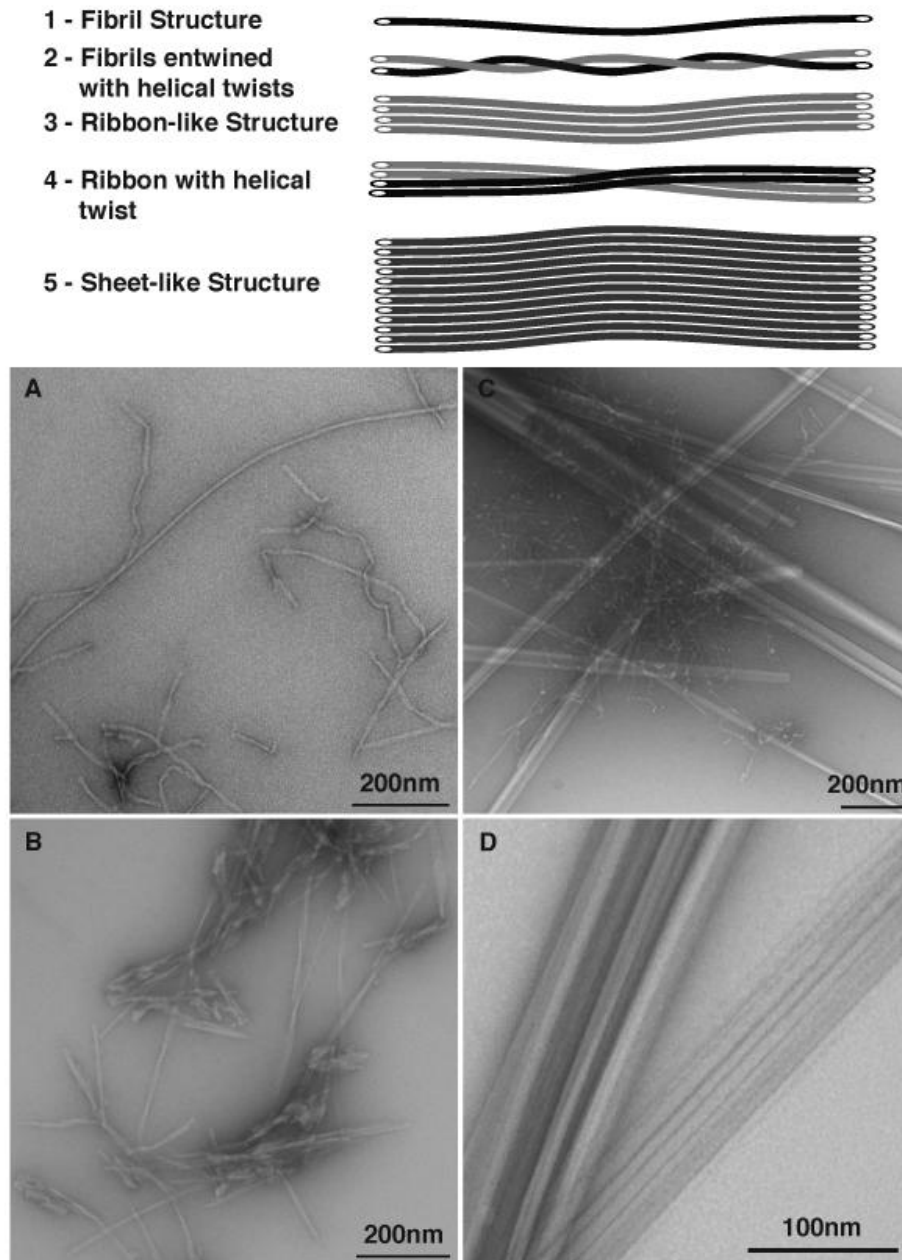 1 - Fibril Structure
2 - Fibrils entwined
with helical twists
3 - Ribbon-like Structure
4 - Ribbon with helical
twist
5 - Sheet-like Structure
A
C
200nm
200nm
B
D
200nm
100nm